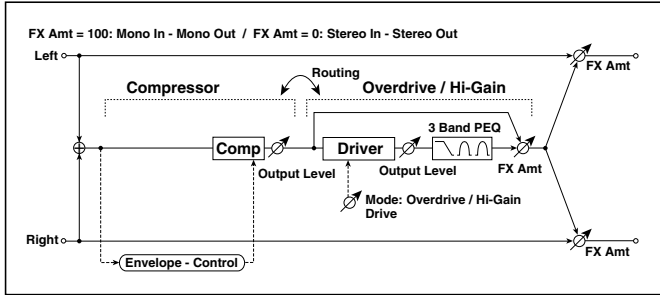 FX Amt = 100: Mono In - Mono Out / FX Amt = 0: Stereo In - Stereo Out
Left
FX Amt
Routing
Compressor
Overdrive / Hi-Gain
3 Band PEQ
Comp
Driver
Output Level
Output Level
FX Amt
Mode: Overdrive / Hi-Gain
Drive
Right
FX Amt
Envelope - Control